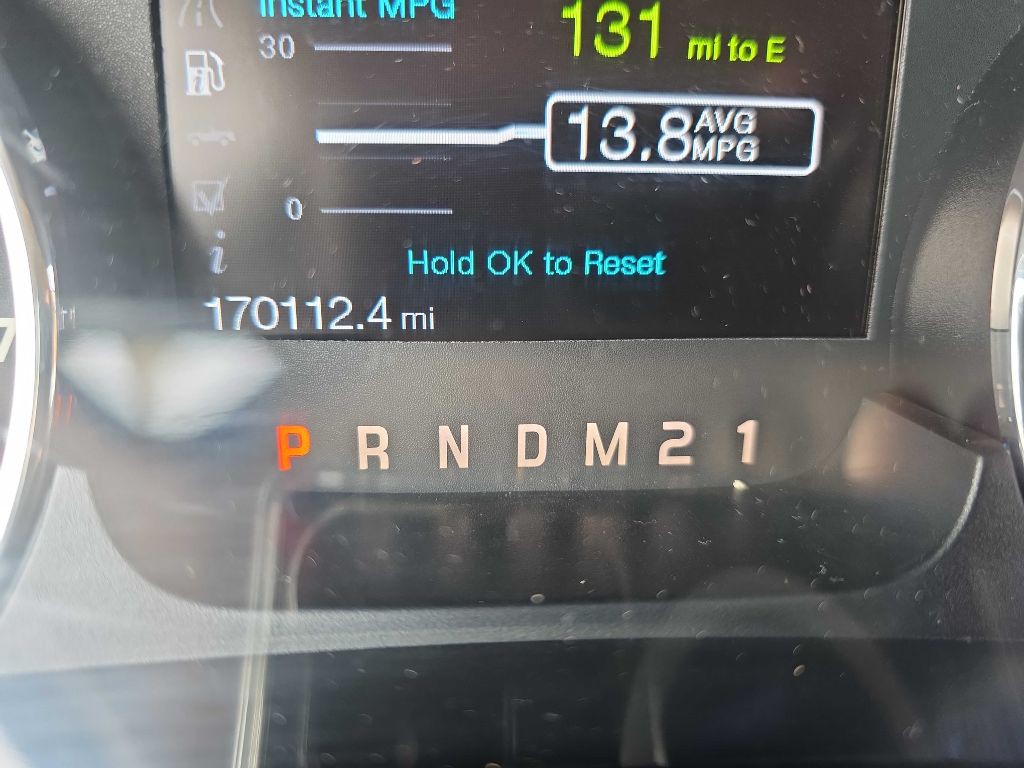 Instant MPG
131 mi to E
30
13.8 AVG MPG
0
Hold OK to Reset
170112.4 mi
P R N D M 2 1